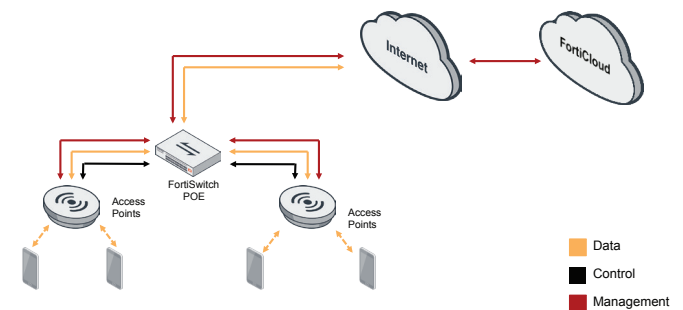 Internet
FortiCloud
FortiSwitch
POE
Access
Points
Access
Points
Data
Control
Management